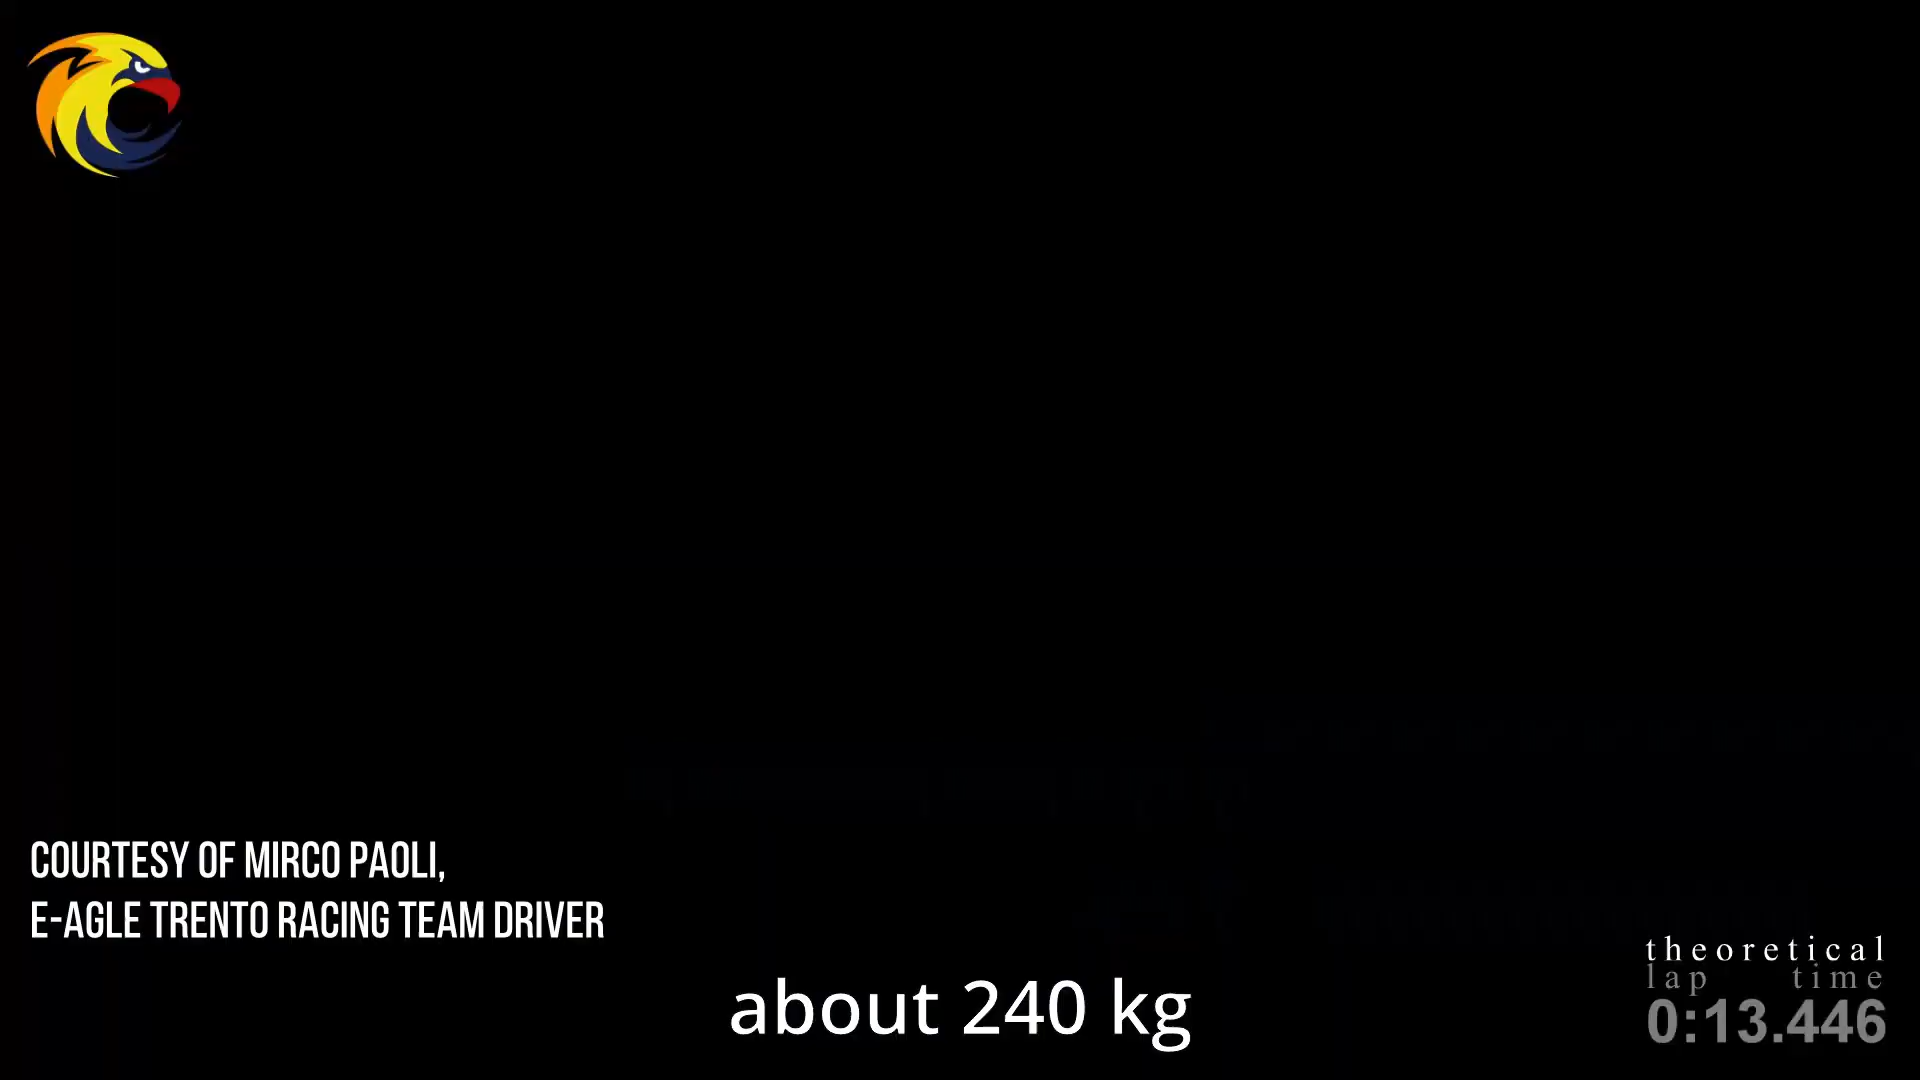 COURTESY OF MIRCO PAOLI,
E-AGLE TRENTO RACING TEAM DRIVER
theoretical
lap time
0:13.446
about 240 kg